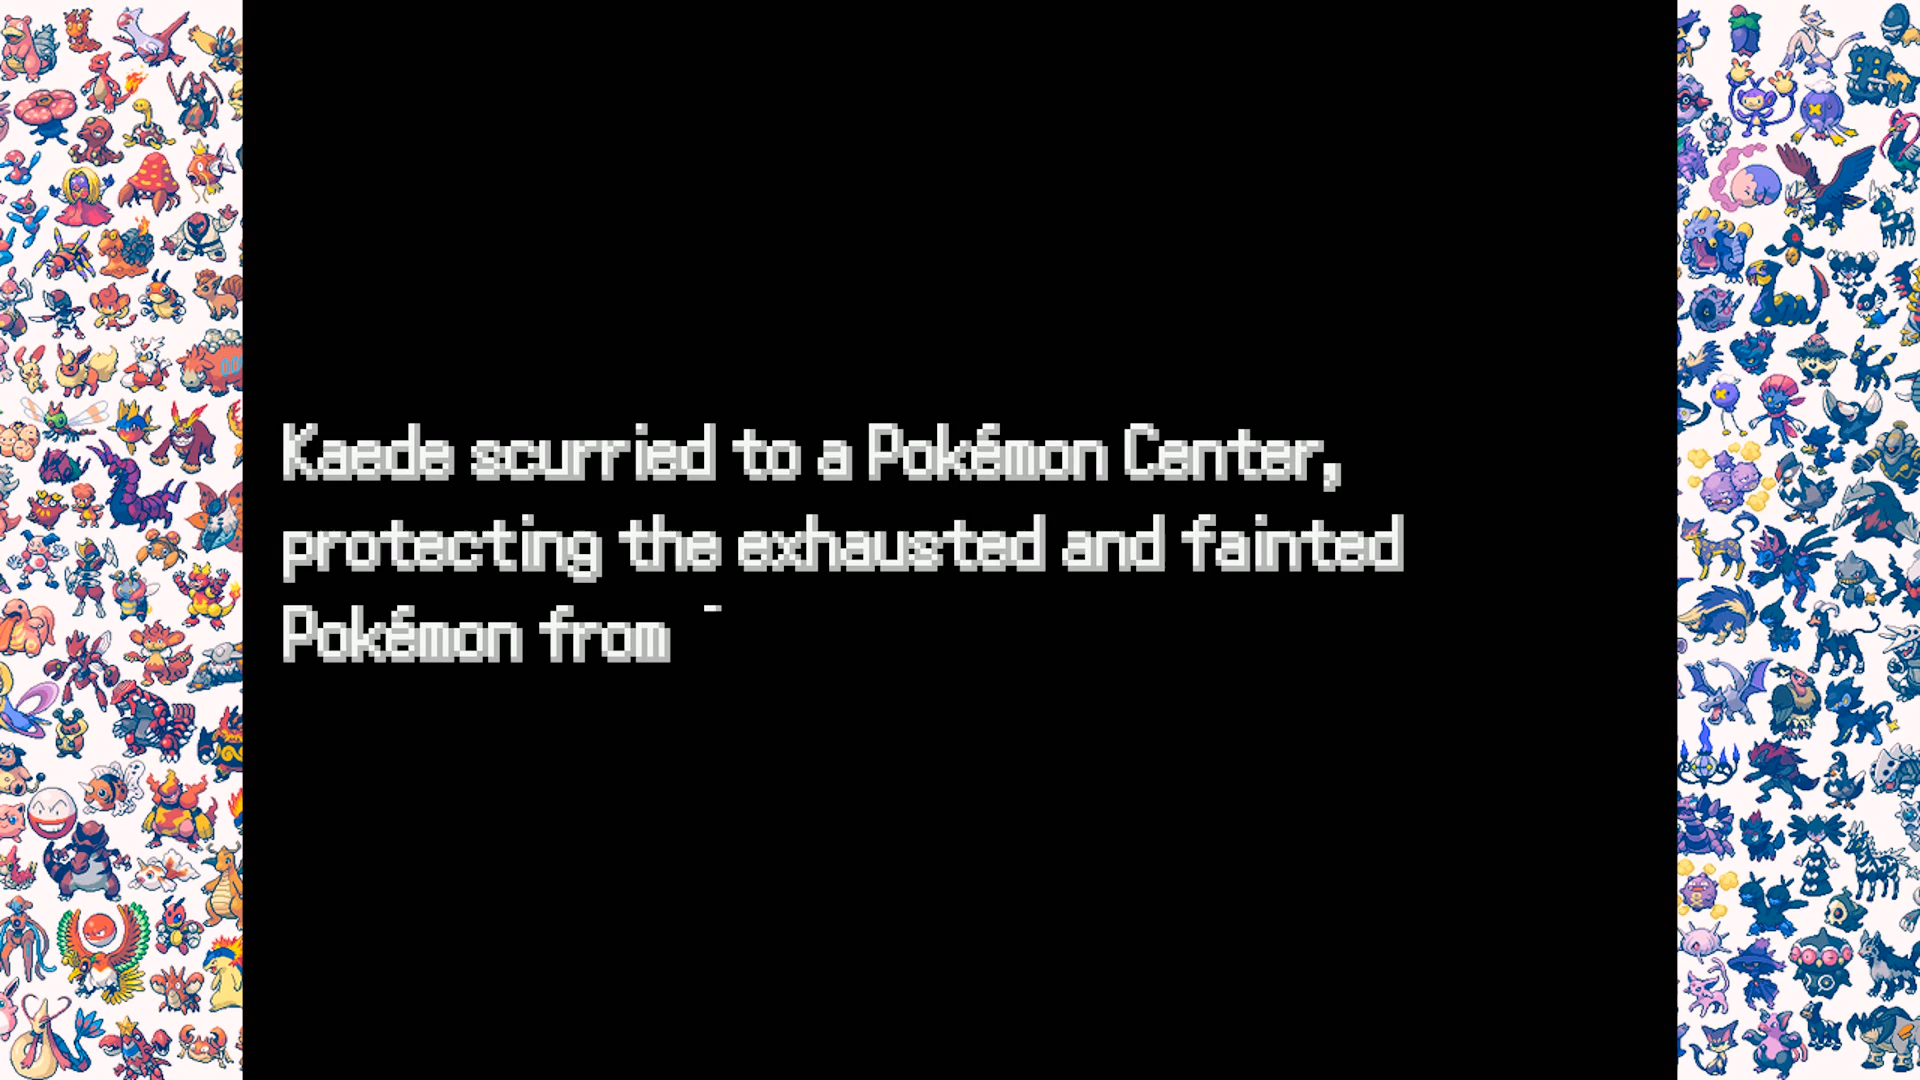 Kaede scurried to a Pokémon Center,
protecting the exhausted and fainted
Pokémon from